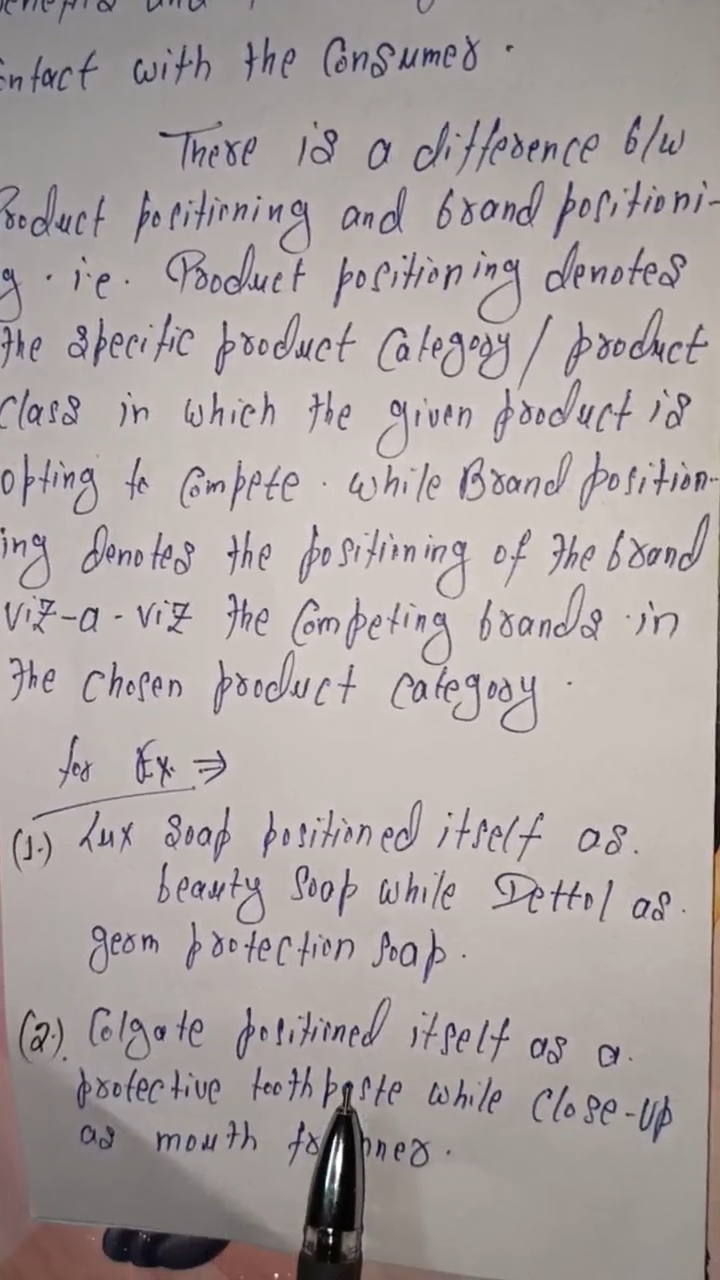 contact with the Consumer.
There is a difference b/w
Product positioning and brand positioni-
g. i.e. Product positioning denotes
the specific product Category/product
Class in which the given product is
opting to Compete. while Brand position-
ing denotes the positioning of the brand
viz-a-viz the Competing brands in
the chosen product category.
for Ex. ⇒
(1.) Lux Soap positioned itself as.
beauty Soap while Dettol as.
germ protection soap.
(2.) Colgate positioned itself as a.
protective toothpaste while Close-Up
as mouth